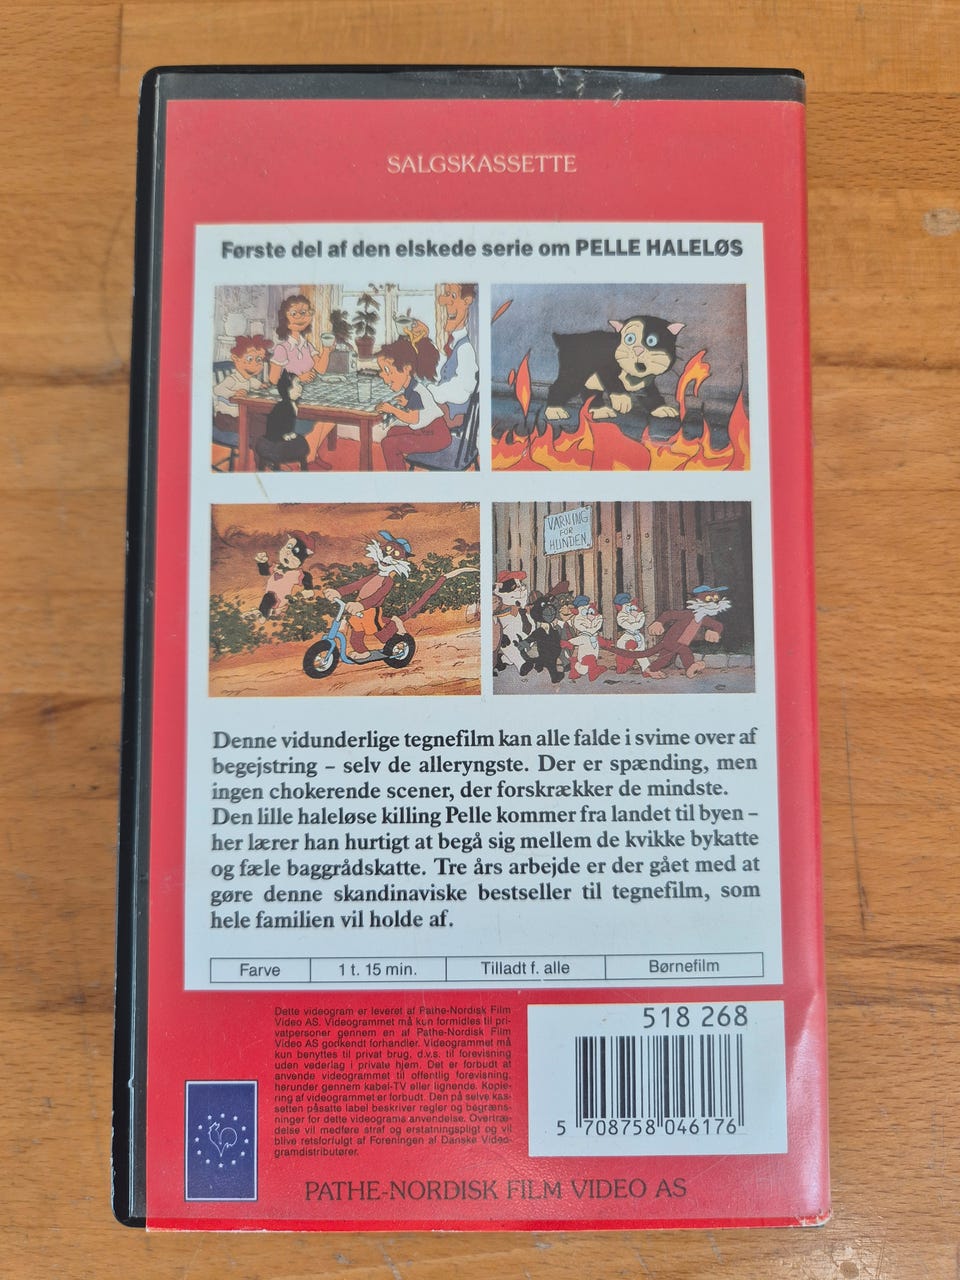 SALGSKASSETTE
Første del af den elskede serie om PELLE HALELØS
VARNING
FÖR
HUNDEN
Denne vidunderlige tegnefilm kan alle falde i svime over af
begejstring – selv de alleryngste. Der er spænding, men
ingen chokerende scener, der forskrækker de mindste.
Den lille haleløse killing Pelle kommer fra landet til byen –
her lærer han hurtigt at begå sig mellem de kvikke bykatte
og fæle baggrådskatte. Tre års arbejde er der gået med at
gøre denne skandinaviske bestseller til tegnefilm, som
hele familien vil holde af.
Farve 1 t. 15 min. Tilladt f. alle Børnefilm
Dette videogram er leveret af Pathe-Nordisk Film
Video AS. Videogrammet må kun formidles til pri-
vatpersoner gennem en af Pathe-Nordisk Film
Video AS godkendt forhandler. Videogrammet må
kun benyttes til privat brug, d.v.s. til forevisning
uden vederlag i private hjem. Det er forbudt at
anvende videogrammet til offentlig forevisning,
herunder gennem kabel-TV eller lignende. Kopie-
ring af videogrammet er forbudt. Den på selve kas-
setten påsatte label beskriver regler og begræns-
ninger for dette videograms anvendelse. Overtræ-
delse vil medføre straf og erstatningspligt og vil
blive retsforfulgt af Foreningen af Danske Video-
gramdistributører.
518 268
5 708758 046176
PATHE-NORDISK FILM VIDEO AS